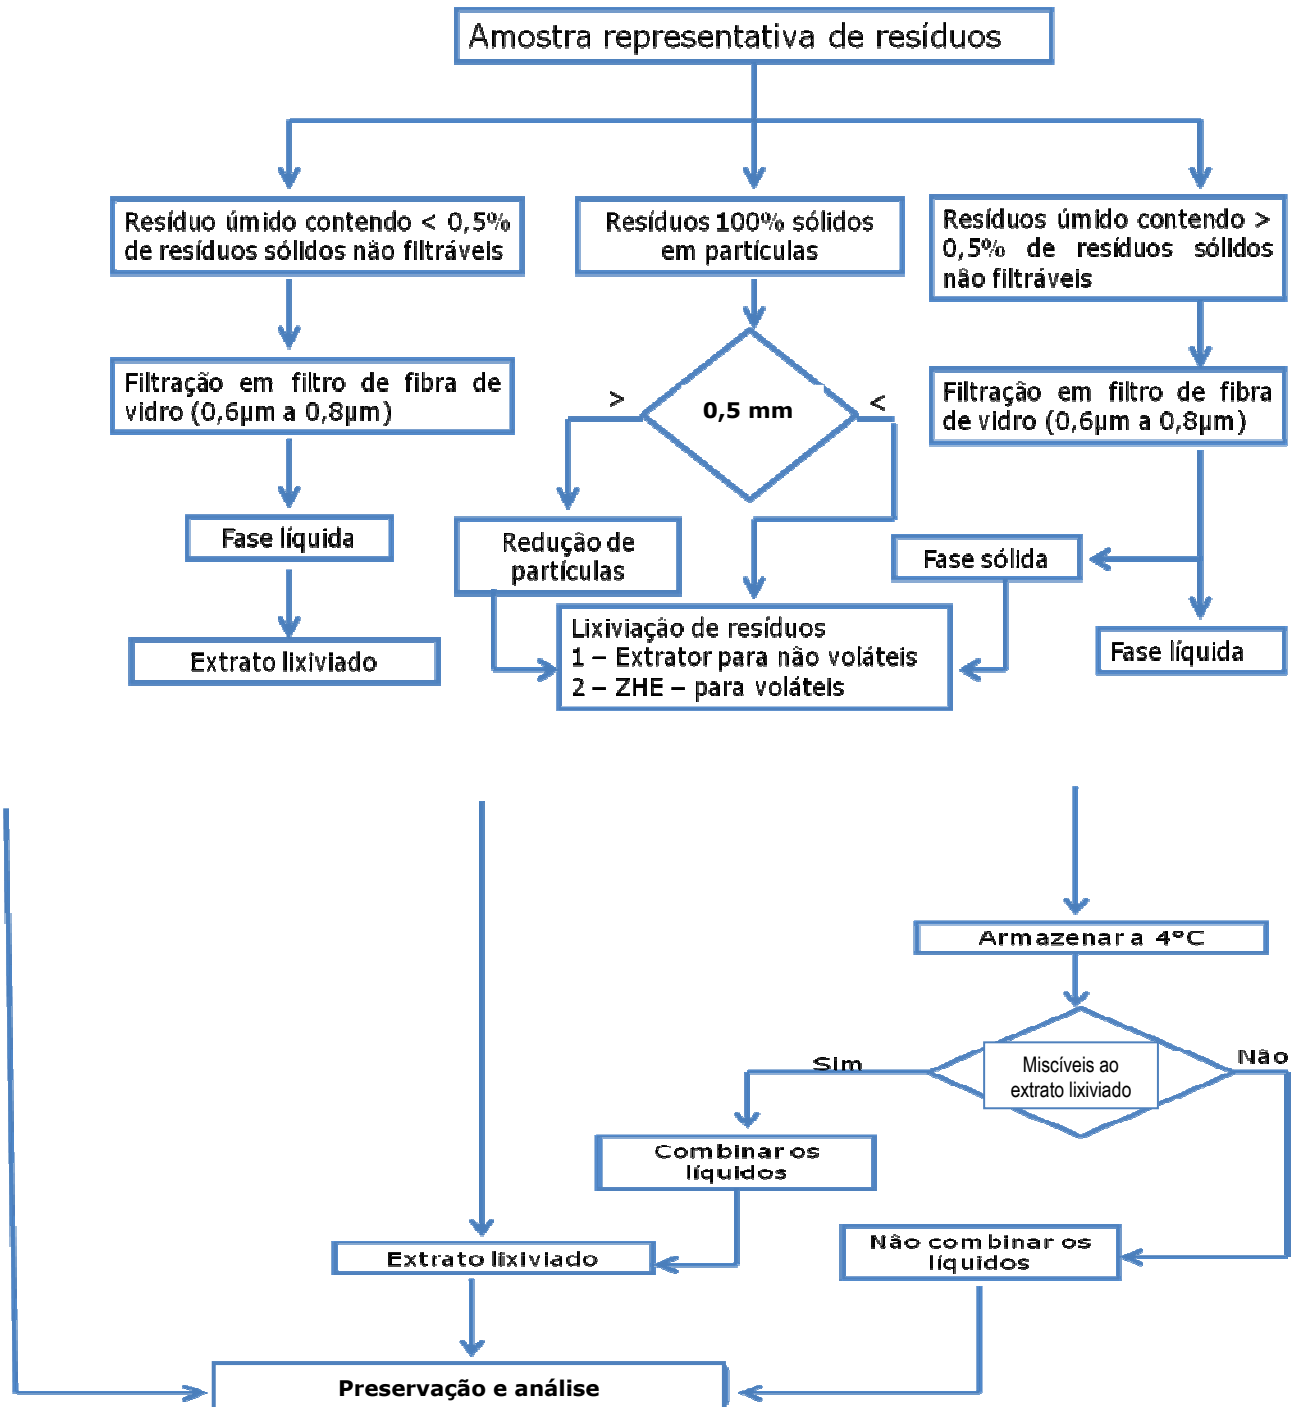 Amostra representativa de resíduos
Resíduo úmido contendo < 0,5%
de resíduos sólidos não filtráveis
Resíduos 100% sólidos
em partículas
Resíduos úmido contendo >
0,5% de resíduos sólidos
não filtráveis
Filtração em filtro de fibra de
vidro (0,6µm a 0,8µm)
>
0,5 mm
<
Filtração em filtro de fibra
de vidro (0,6µm a 0,8µm)
Fase líquida
Redução de
partículas
Fase sólida
Extrato lixiviado
Lixiviação de resíduos
1 – Extrator para não voláteis
2 – ZHE – para voláteis
Fase líquida
Armazenar a 4ºC
Sim
Miscíveis ao
extrato lixiviado
Não
Combinar os
líquidos
Extrato lixiviado
Não combinar os
líquidos
Preservação e análise